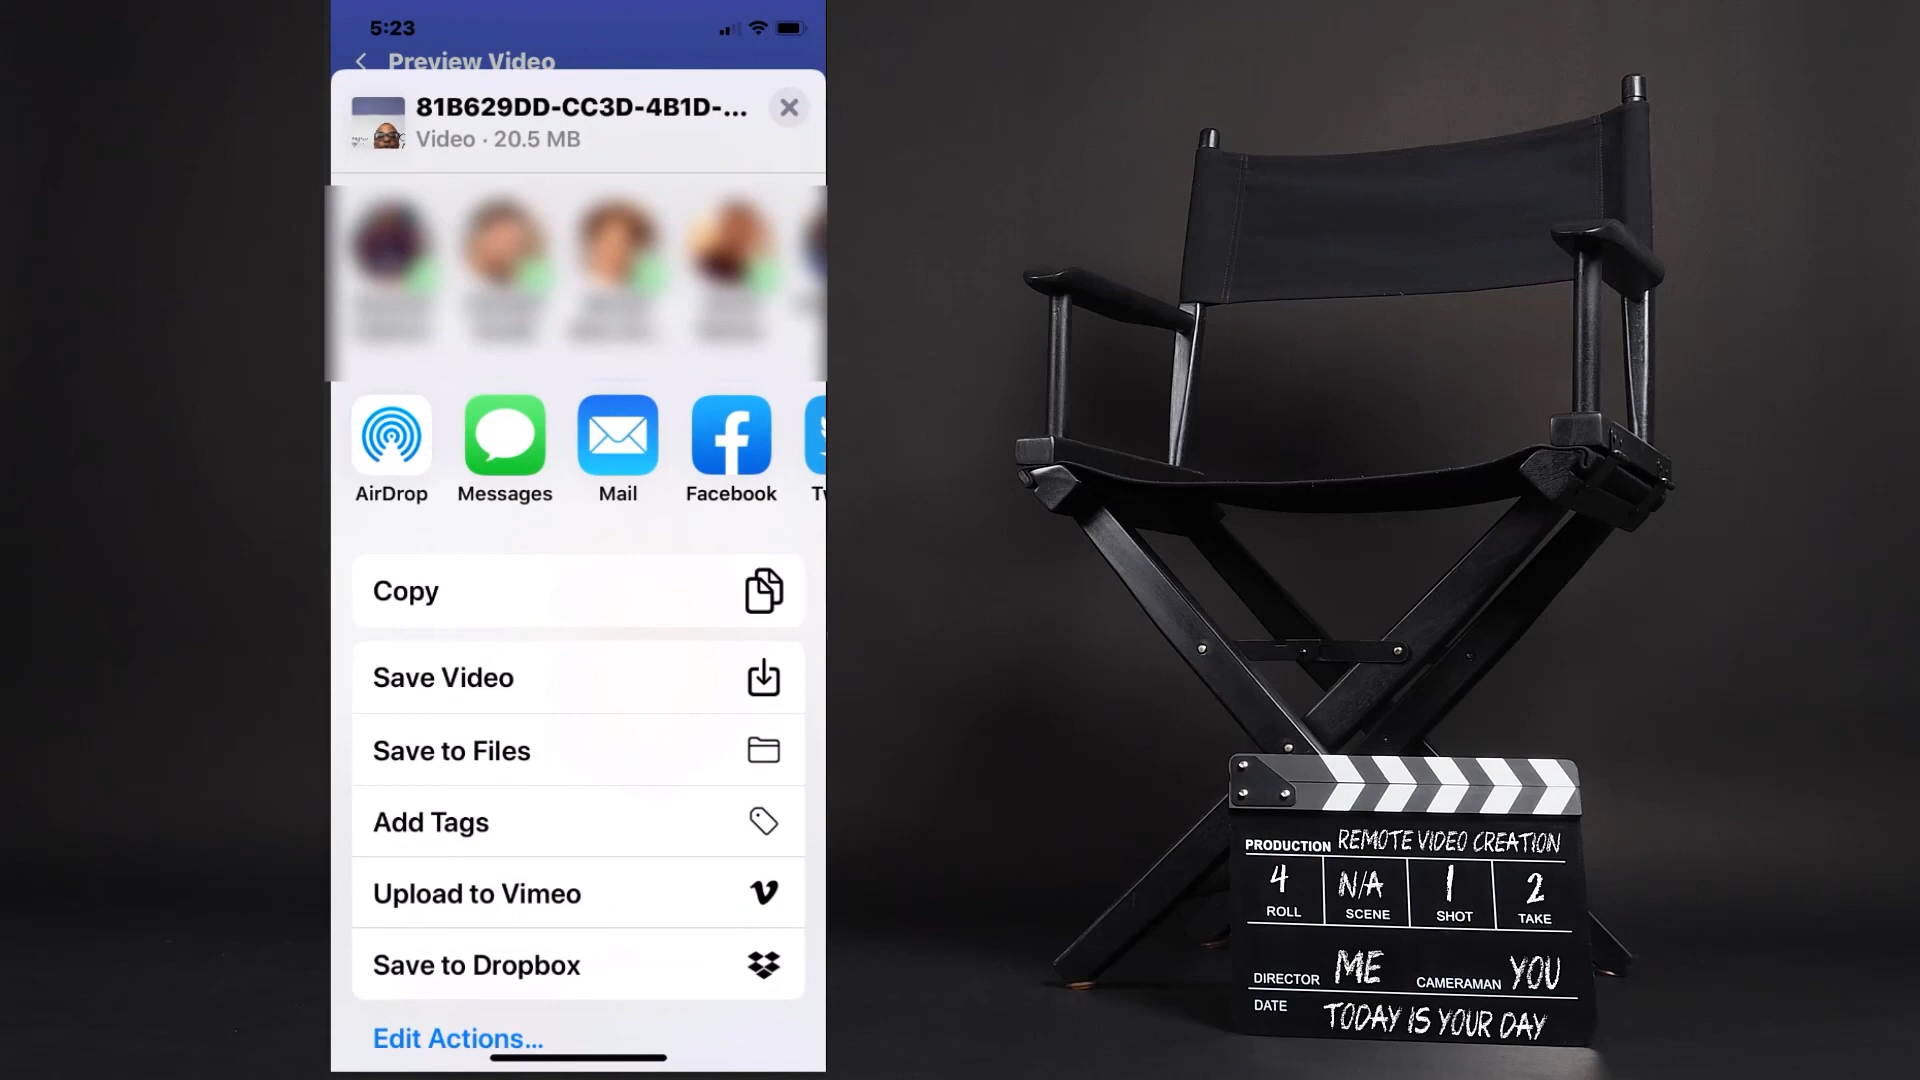 5:23
Preview Video
81B629DD-CC3D-4B1D-...
Video · 20.5 MB
AirDrop
Messages
Mail
Facebook
Copy
Save Video
Save to Files
Add Tags
Upload to Vimeo
Save to Dropbox
Edit Actions...
PRODUCTION REMOTE VIDEO CREATION
4 N/A 1 2
ROLL SCENE SHOT TAKE
DIRECTOR ME CAMERAMAN YOU
DATE TODAY IS YOUR DAY